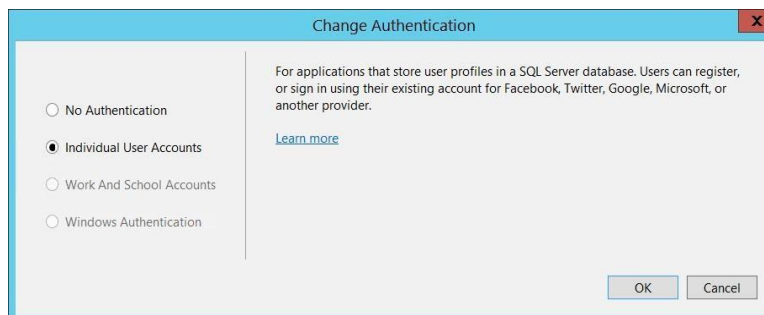 Change Authentication
X
For applications that store user profiles in a SQL Server database. Users can register,
or sign in using their existing account for Facebook, Twitter, Google, Microsoft, or
another provider.
Learn more
No Authentication
Individual User Accounts
Work And School Accounts
Windows Authentication
OK
Cancel